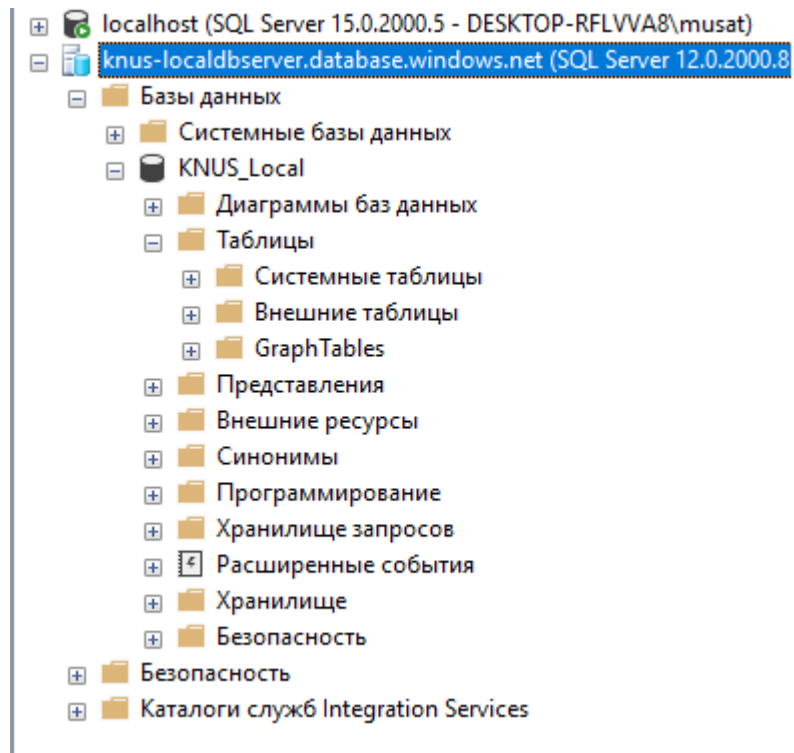 localhost (SQL Server 15.0.2000.5 - DESKTOP-RFLVVA8\musat)
knus-localdbserver.database.windows.net (SQL Server 12.0.2000.8
Базы данных
Системные базы данных
KNUS_Local
Диаграммы баз данных
Таблицы
Системные таблицы
Внешние таблицы
GraphTables
Представления
Внешние ресурсы
Синонимы
Программирование
Хранилище запросов
Расширенные события
Хранилище
Безопасность
Безопасность
Каталоги служб Integration Services